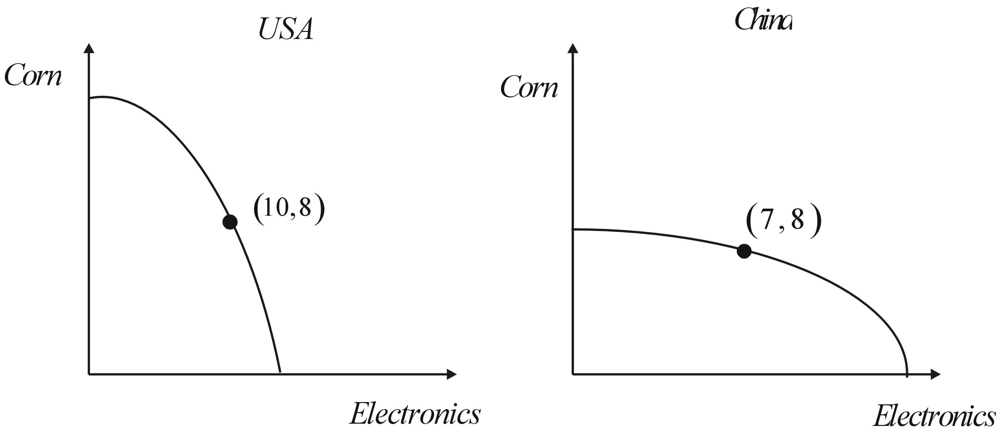 USA
Corn
(10,8)
Electronics
China
Corn
(7,8)
Electronics